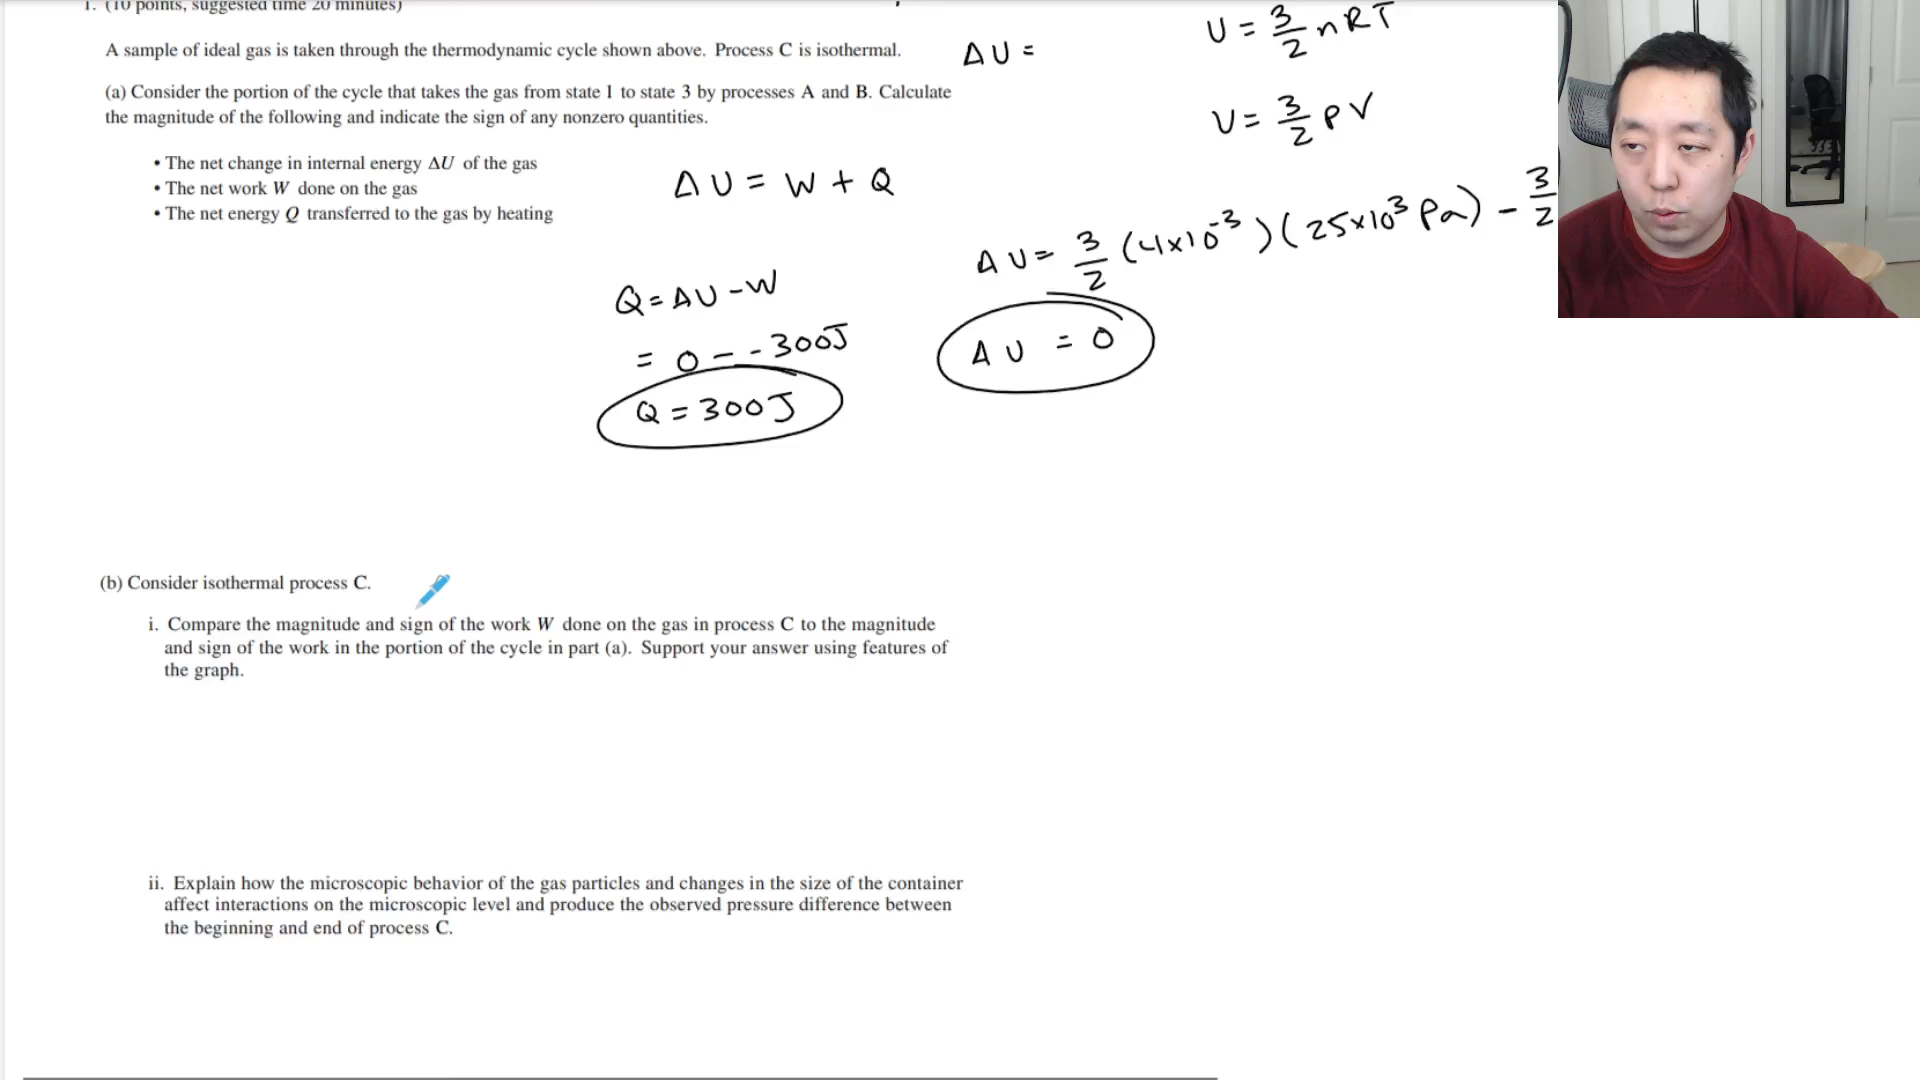 1. (10 points, suggested time 20 minutes)
A sample of ideal gas is taken through the thermodynamic cycle shown above. Process C is isothermal.
(a) Consider the portion of the cycle that takes the gas from state 1 to state 3 by processes A and B. Calculate
the magnitude of the following and indicate the sign of any nonzero quantities.
• The net change in internal energy ΔU of the gas
• The net work W done on the gas
• The net energy Q transferred to the gas by heating
ΔU = W + Q
Q = ΔU - W
= 0 - - 300J
Q = 300J
ΔU =
U = 3/2 nRT
U = 3/2 PV
ΔU = 3/2 (4x10^-3)(25x10^3 Pa) - 3/2
ΔU = 0
(b) Consider isothermal process C.
i. Compare the magnitude and sign of the work W done on the gas in process C to the magnitude
and sign of the work in the portion of the cycle in part (a). Support your answer using features of
the graph.
ii. Explain how the microscopic behavior of the gas particles and changes in the size of the container
affect interactions on the microscopic level and produce the observed pressure difference between
the beginning and end of process C.